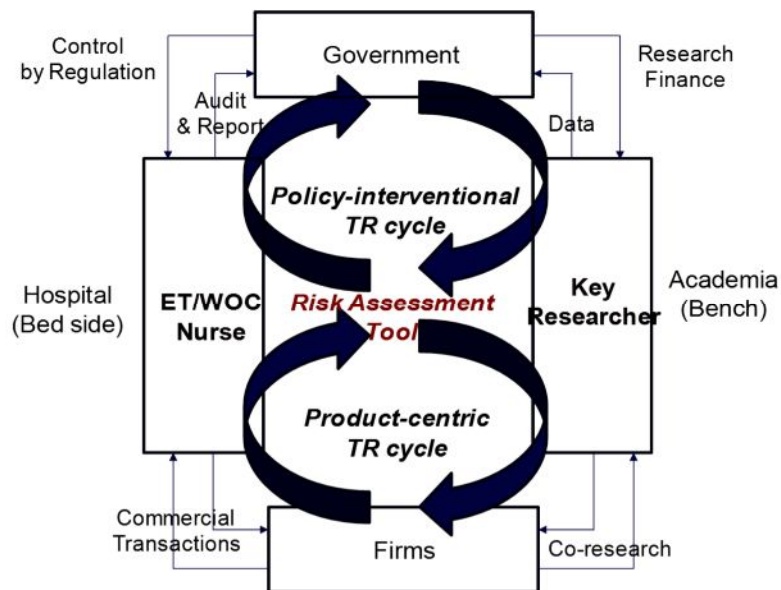 Government
Control
by Regulation
Research
Finance
Audit
& Report
Data
Policy-interventional
TR cycle
Hospital
(Bed side)
ET/WOC
Nurse
Risk Assessment
Tool
Key
Researcher
Academia
(Bench)
Product-centric
TR cycle
Commercial
Transactions
Firms
Co-research